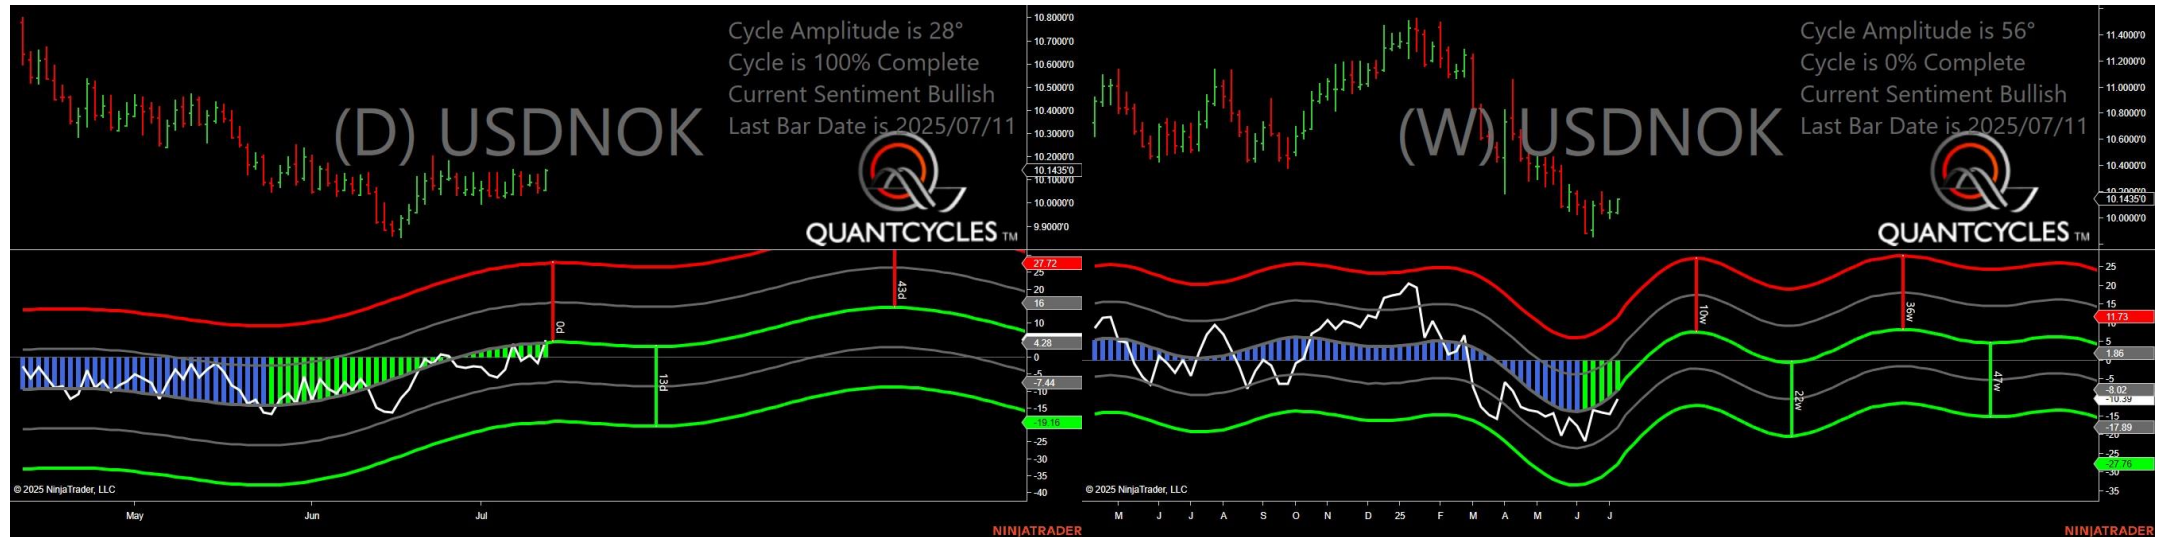 Cycle Amplitude is 28°
Cycle is 100% Complete
Current Sentiment Bullish
Last Bar Date is 2025/07/11
(D) USDNOK
QUANTCYCLES TM
10.8000'0
10.7000'0
10.6000'0
10.5000'0
10.4000'0
10.3000'0
10.2000'0
10.1435'0
10.1000'0
10.0000'0
9.9000'0
27.72
25
20
16
10
4.28
0
-5
-7.44
-10
-15
-19.16
-25
-30
-35
-40
0d
13d
43d
© 2025 NinjaTrader, LLC
May Jun Jul
NINJATRADER
Cycle Amplitude is 56°
Cycle is 0% Complete
Current Sentiment Bullish
Last Bar Date is 2025/07/11
(W) USDNOK
QUANTCYCLES TM
11.4000'0
11.2000'0
11.0000'0
10.8000'0
10.6000'0
10.4000'0
10.2000'0
10.1435'0
10.0000'0
25
20
15
11.73
10
5
1.86
-5
-8.02
-10.39
-15
-17.89
-20
-25
-27.76
-30
-35
10w
22w
36w
47w
© 2025 NinjaTrader, LLC
M J J A S O N D 25 F M A M J J
NINJATRADER